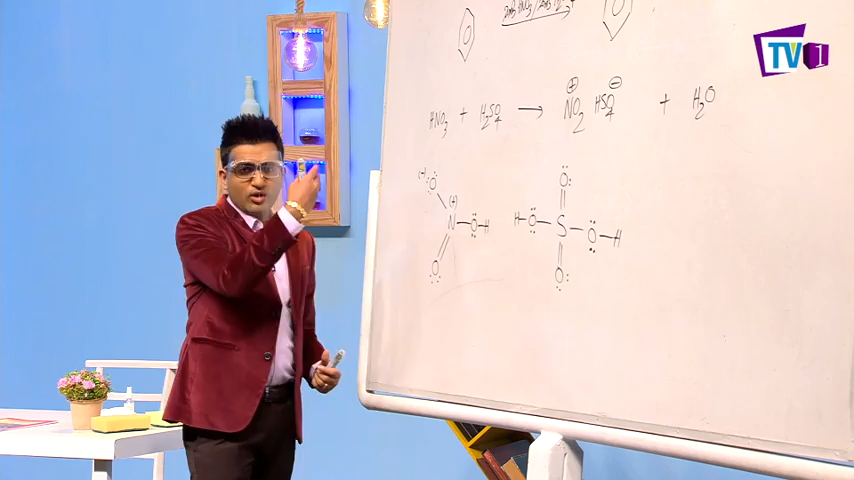 TV1
HNO₃ + H₂SO₄ → NO₂⊕ HSO₄⊖ + H₂O
(-) O (+) N O-H O
H-O-S-O-H O O